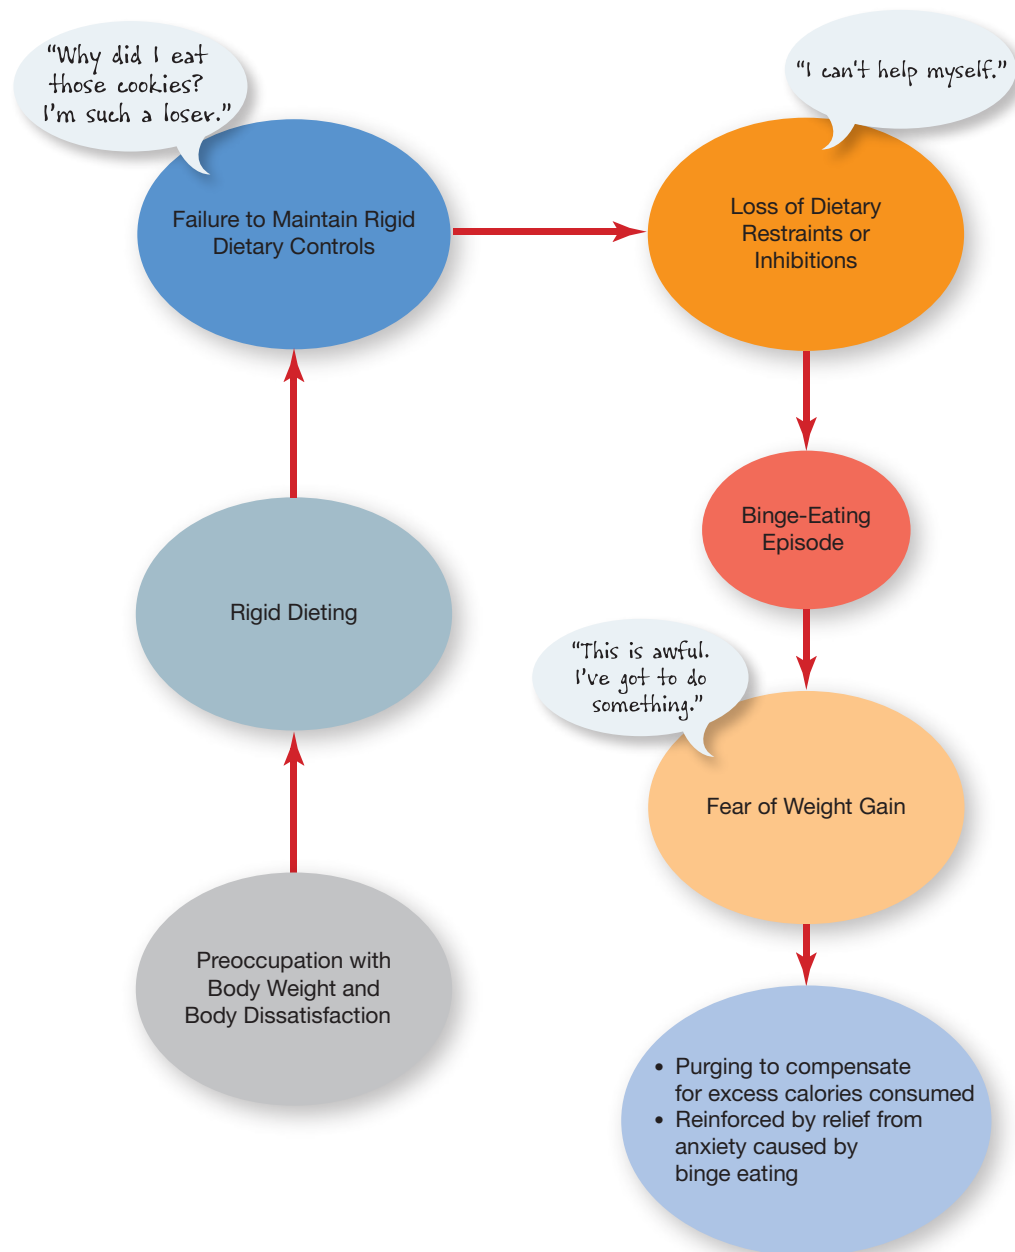 “Why did I eat
those cookies?
I’m such a loser.”
Failure to Maintain Rigid
Dietary Controls
“I can’t help myself.”
Loss of Dietary
Restraints or
Inhibitions
Binge-Eating
Episode
Rigid Dieting
“This is awful.
I’ve got to do
something.”
Fear of Weight Gain
Preoccupation with
Body Weight and
Body Dissatisfaction
• Purging to compensate
for excess calories consumed
• Reinforced by relief from
anxiety caused by
binge eating